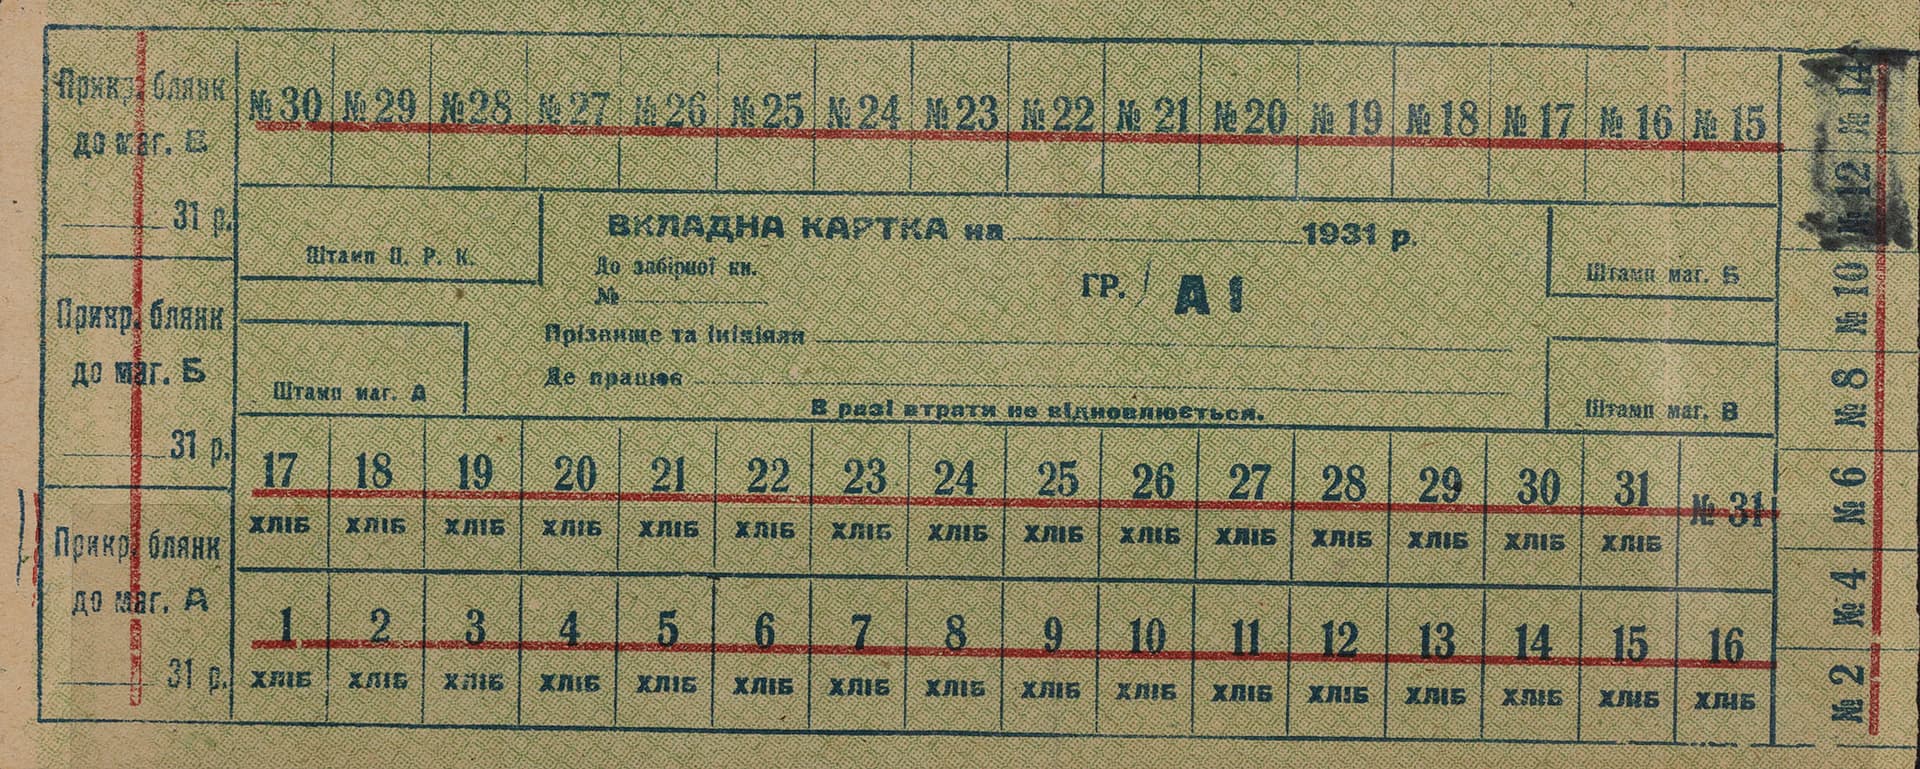 Прикр. блянк
до маг. В
31 р.
Прикр. блянк
до маг. Б
31 р.
Прикр. блянк
до маг. А
31 р.
№ 30 № 29 № 28 № 27 № 26 № 25 № 24 № 23 № 22 № 21 № 20 № 19 № 18 № 17 № 16 № 15
Штамп Ц. Р. К.
ВКЛАДНА КАРТКА на 1931 р.
До забірної кн.
№
ГР. А І
Штамп маг. Б
Прізвище та ініціяли
Де працює
Штамп маг. А
В разі втрати не відновлюється.
Штамп маг. В
17 18 19 20 21 22 23 24 25 26 27 28 29 30 31 № 31
ХЛІБ ХЛІБ ХЛІБ ХЛІБ ХЛІБ ХЛІБ ХЛІБ ХЛІБ ХЛІБ ХЛІБ ХЛІБ ХЛІБ ХЛІБ ХЛІБ ХЛІБ
1 2 3 4 5 6 7 8 9 10 11 12 13 14 15 16
ХЛІБ ХЛІБ ХЛІБ ХЛІБ ХЛІБ ХЛІБ ХЛІБ ХЛІБ ХЛІБ ХЛІБ ХЛІБ ХЛІБ ХЛІБ ХЛІБ ХЛІБ ХЛІБ
№ 14
№ 12
№ 10
№ 8
№ 6
№ 4
№ 2